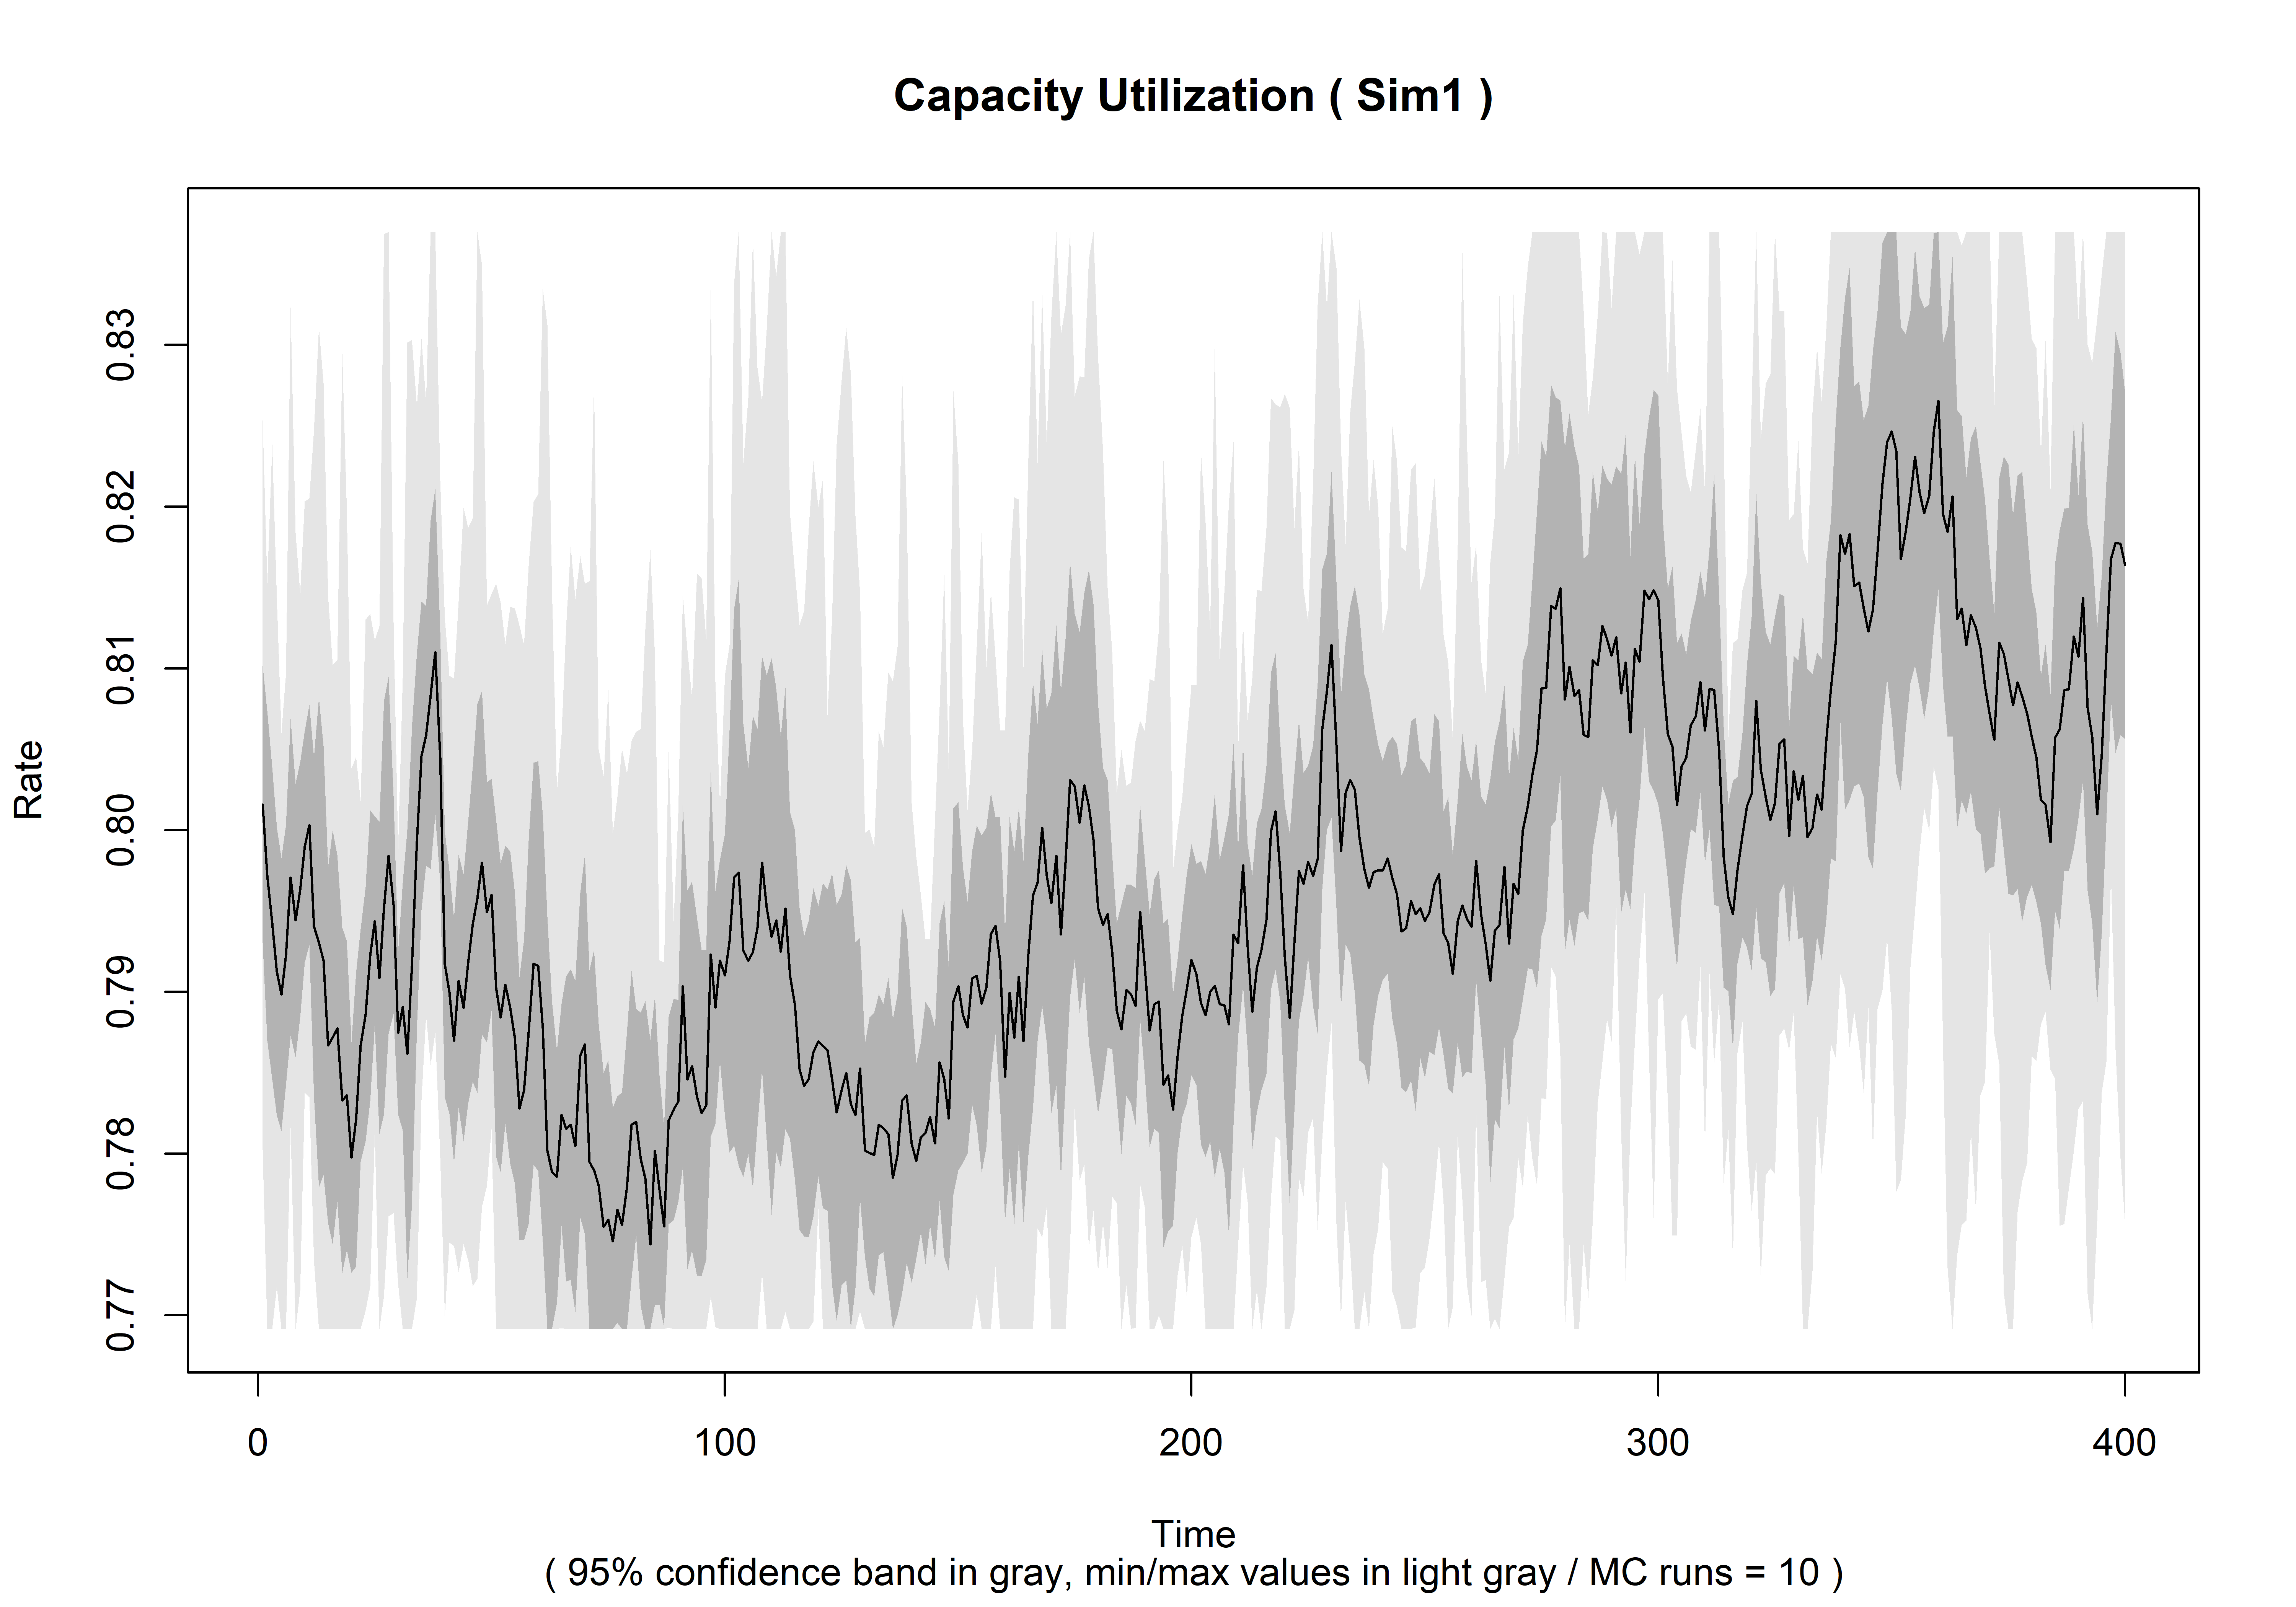 Capacity Utilization ( Sim1 )
Rate
0.83
0.82
0.81
0.80
0.79
0.78
0.77
0 100 200 300 400
Time
( 95% confidence band in gray, min/max values in light gray / MC runs = 10 )